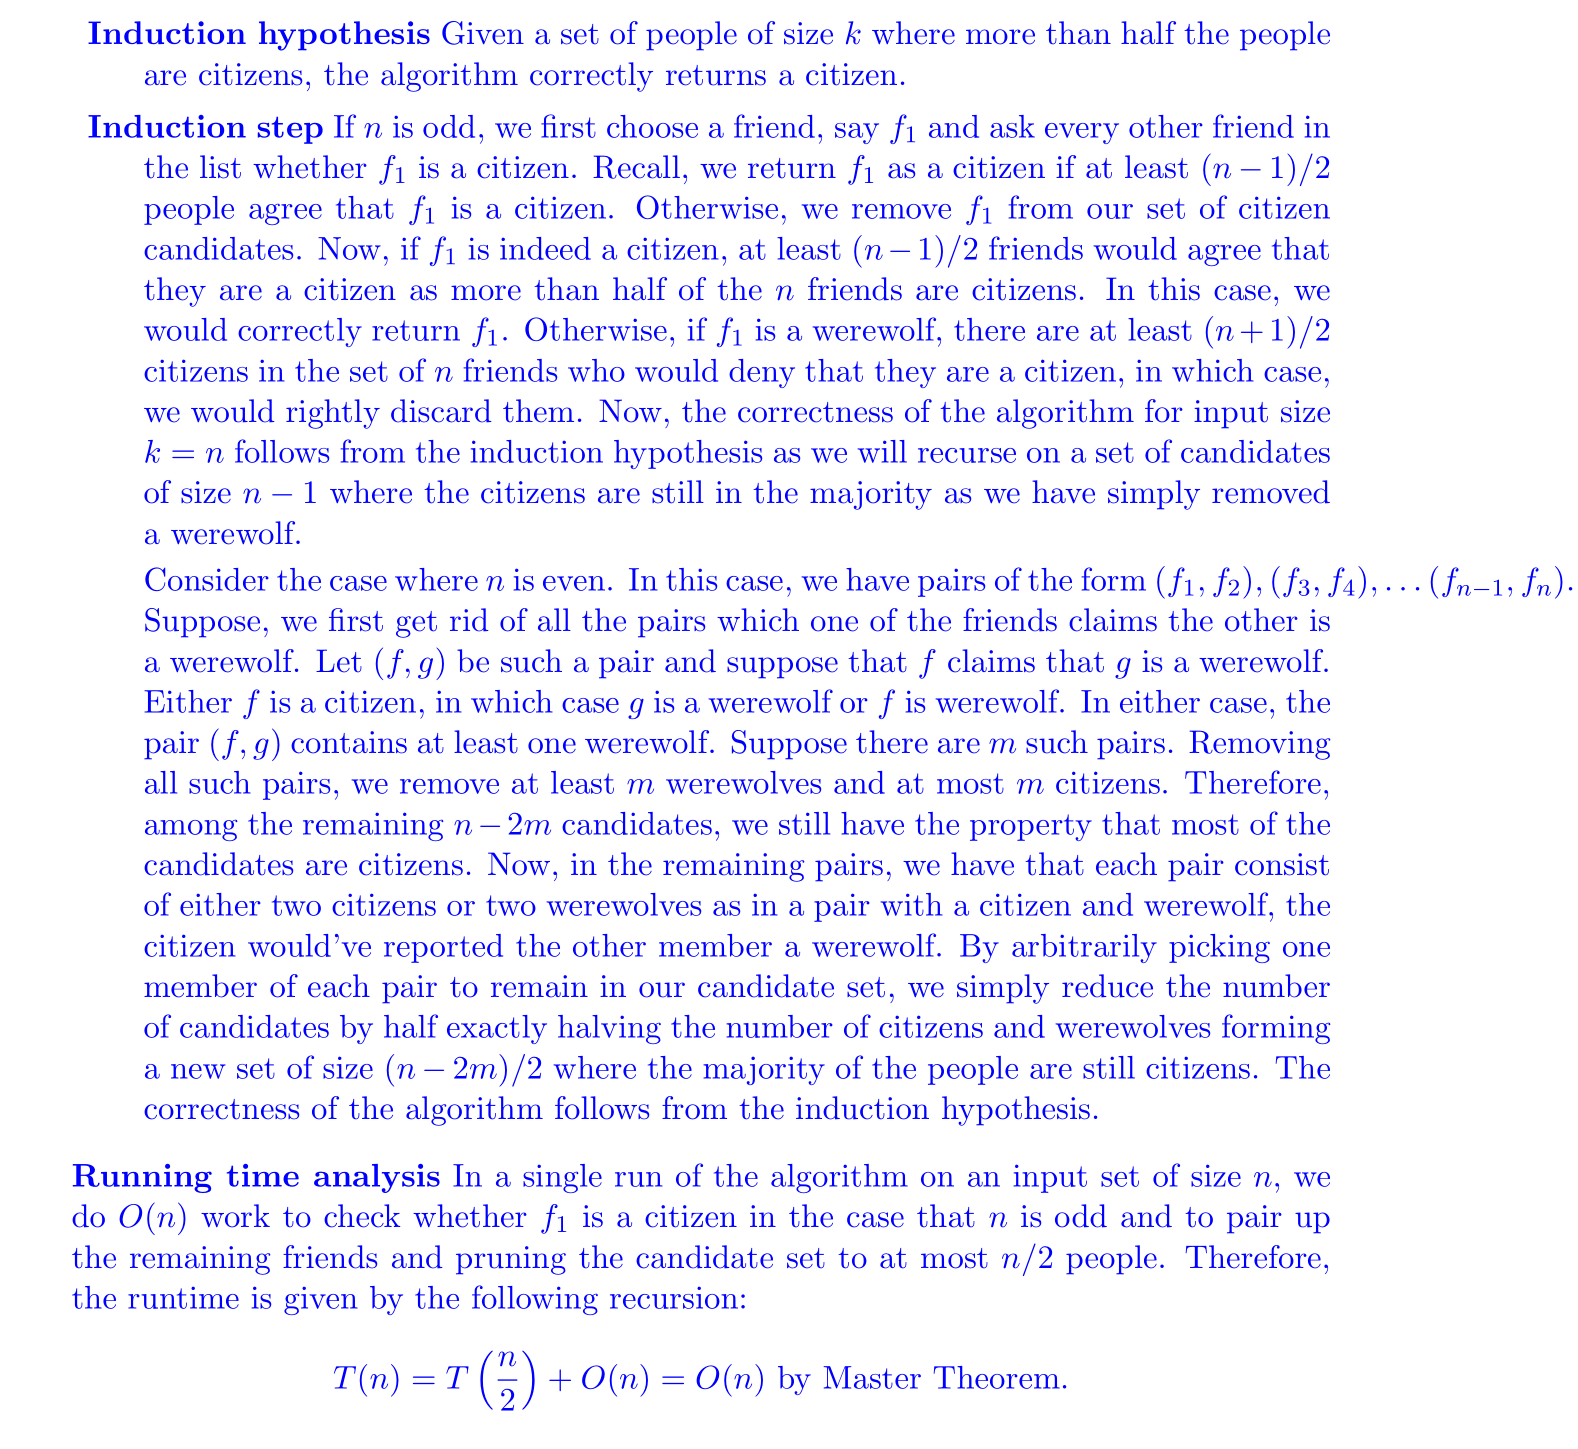 Induction hypothesis Given a set of people of size k where more than half the people
are citizens, the algorithm correctly returns a citizen.
Induction step If n is odd, we first choose a friend, say f₁ and ask every other friend in
the list whether f₁ is a citizen. Recall, we return f₁ as a citizen if at least (n − 1)/2
people agree that f₁ is a citizen. Otherwise, we remove f₁ from our set of citizen
candidates. Now, if f₁ is indeed a citizen, at least (n − 1)/2 friends would agree that
they are a citizen as more than half of the n friends are citizens. In this case, we
would correctly return f₁. Otherwise, if f₁ is a werewolf, there are at least (n + 1)/2
citizens in the set of n friends who would deny that they are a citizen, in which case,
we would rightly discard them. Now, the correctness of the algorithm for input size
k = n follows from the induction hypothesis as we will recurse on a set of candidates
of size n − 1 where the citizens are still in the majority as we have simply removed
a werewolf.
Consider the case where n is even. In this case, we have pairs of the form (f₁, f₂), (f₃, f₄), . . . (fₙ₋₁, fₙ).
Suppose, we first get rid of all the pairs which one of the friends claims the other is
a werewolf. Let (f, g) be such a pair and suppose that f claims that g is a werewolf.
Either f is a citizen, in which case g is a werewolf or f is werewolf. In either case, the
pair (f, g) contains at least one werewolf. Suppose there are m such pairs. Removing
all such pairs, we remove at least m werewolves and at most m citizens. Therefore,
among the remaining n − 2m candidates, we still have the property that most of the
candidates are citizens. Now, in the remaining pairs, we have that each pair consist
of either two citizens or two werewolves as in a pair with a citizen and werewolf, the
citizen would've reported the other member a werewolf. By arbitrarily picking one
member of each pair to remain in our candidate set, we simply reduce the number
of candidates by half exactly halving the number of citizens and werewolves forming
a new set of size (n − 2m)/2 where the majority of the people are still citizens. The
correctness of the algorithm follows from the induction hypothesis.
Running time analysis In a single run of the algorithm on an input set of size n, we
do O(n) work to check whether f₁ is a citizen in the case that n is odd and to pair up
the remaining friends and pruning the candidate set to at most n/2 people. Therefore,
the runtime is given by the following recursion:
T(n) = T(n/2) + O(n) = O(n) by Master Theorem.